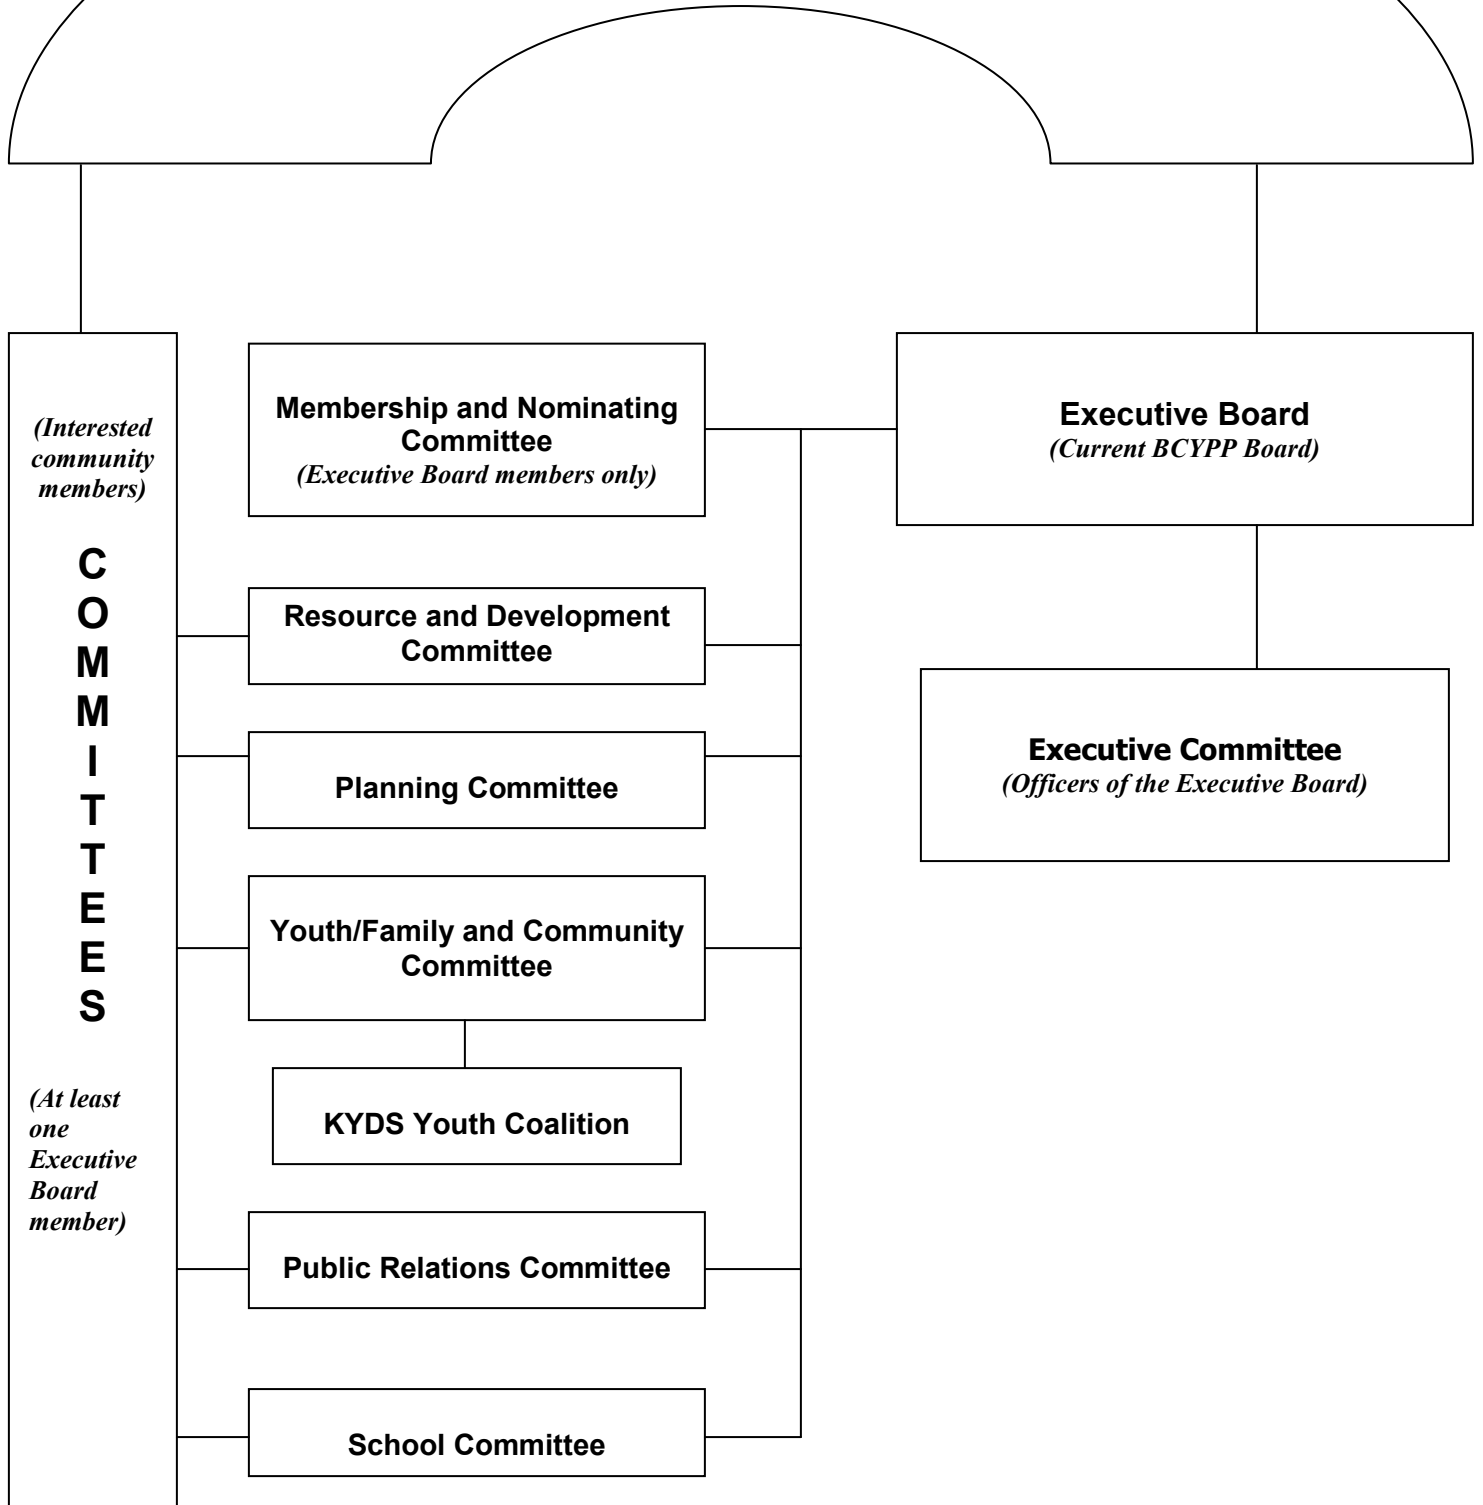 (Interested
community
members)
C
O
M
M
I
T
T
E
E
S
(At least
one
Executive
Board
member)
Membership and Nominating
Committee
(Executive Board members only)
Resource and Development
Committee
Planning Committee
Youth/Family and Community
Committee
KYDS Youth Coalition
Public Relations Committee
School Committee
Executive Board
(Current BCYPP Board)
Executive Committee
(Officers of the Executive Board)